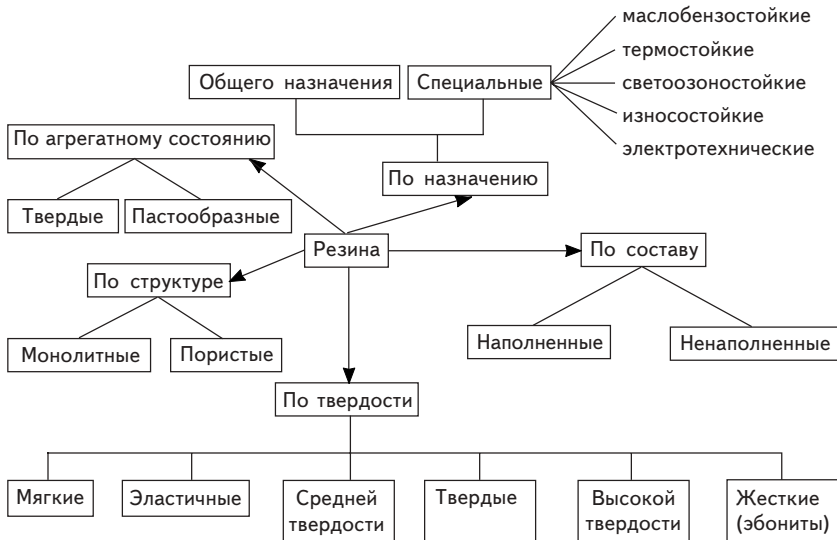 маслобензостойкие
термостойкие
Общего назначения
Специальные
светоозоностойкие
износостойкие
электротехнические
По агрегатному состоянию
По назначению
Твердые
Пастообразные
Резина
По составу
По структуре
Монолитные
Пористые
Наполненные
Ненаполненные
По твердости
Мягкие
Эластичные
Средней
твердости
Твердые
Высокой
твердости
Жесткие
(эбониты)